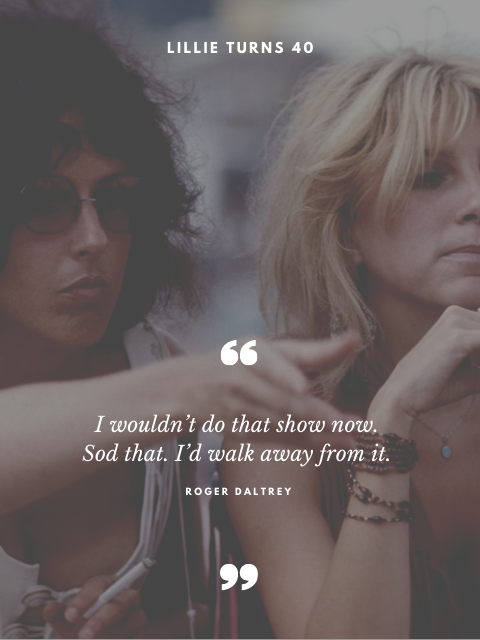 LILLIE TURNS 40
“
I wouldn’t do that show now.
Sod that. I’d walk away from it.
ROGER DALTREY
”